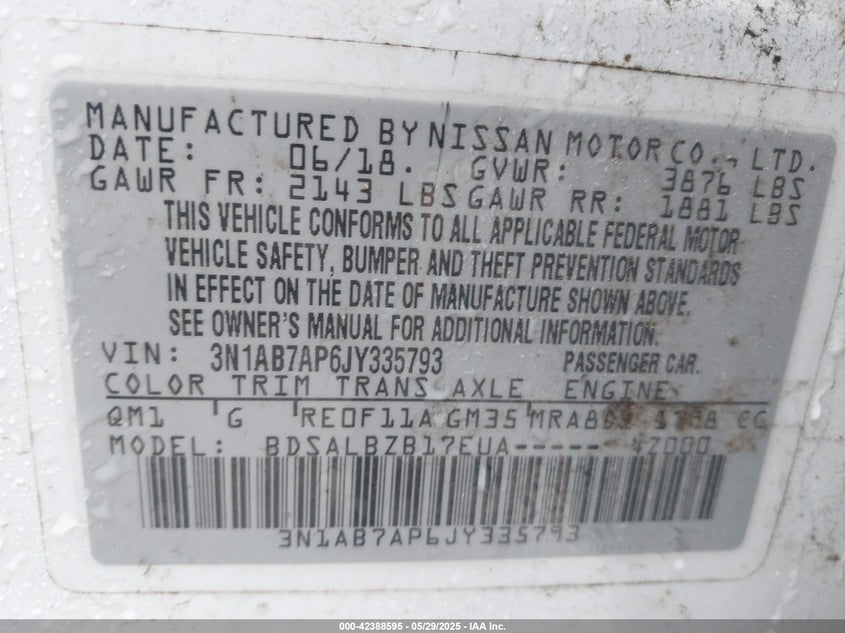 MANUFACTURED BY NISSAN MOTOR CO., LTD.
DATE: 06/18. GVWR: 3876 LBS
GAWR FR: 2143 LBS GAWR RR: 1881 LBS
THIS VEHICLE CONFORMS TO ALL APPLICABLE FEDERAL MOTOR
VEHICLE SAFETY, BUMPER AND THEFT PREVENTION STANDARDS
IN EFFECT ON THE DATE OF MANUFACTURE SHOWN ABOVE.
SEE OWNER'S MANUAL FOR ADDITIONAL INFORMATION.
VIN: 3N1AB7AP6JY335793 PASSENGER CAR.
COLOR TRIM TRANS AXLE ENGINE
QM1 G RE0F11A GM35 CC
MODEL: BDSALBZB17EUA-----
3N1AB7AP6JY335793
000-42388595 - 05/29/2025 - IAA Inc.